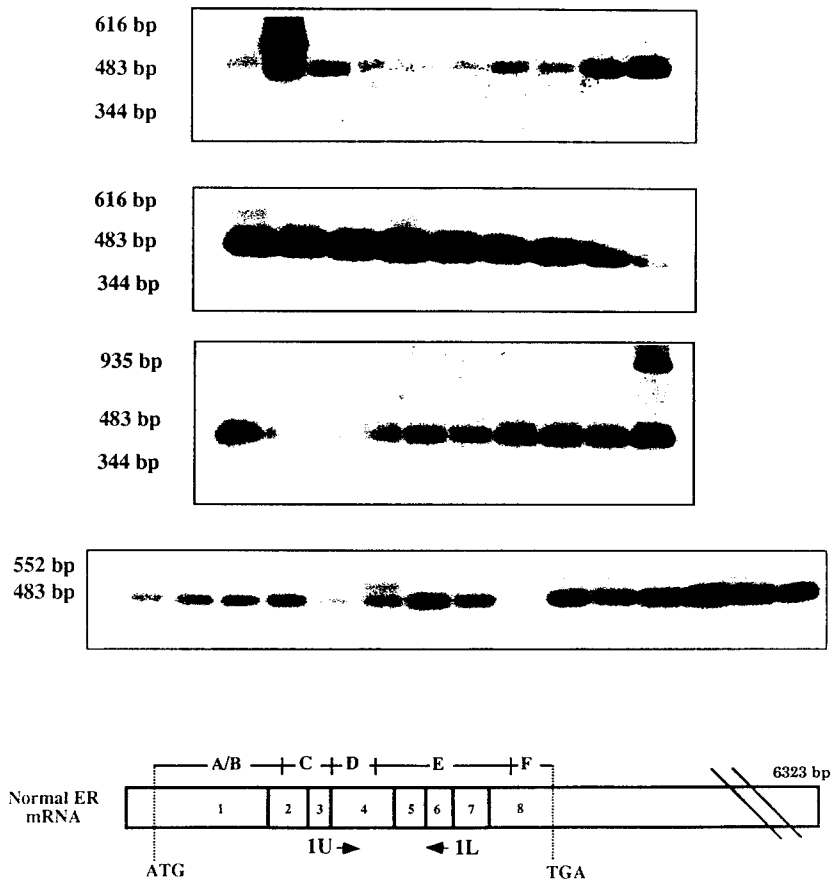 616 bp
483 bp
344 bp
616 bp
483 bp
344 bp
935 bp
483 bp
344 bp
552 bp
483 bp
A/B C D E F
6323 bp
Normal ER
mRNA
1 2 3 4 5 6 7 8
1U 1L
ATG TGA